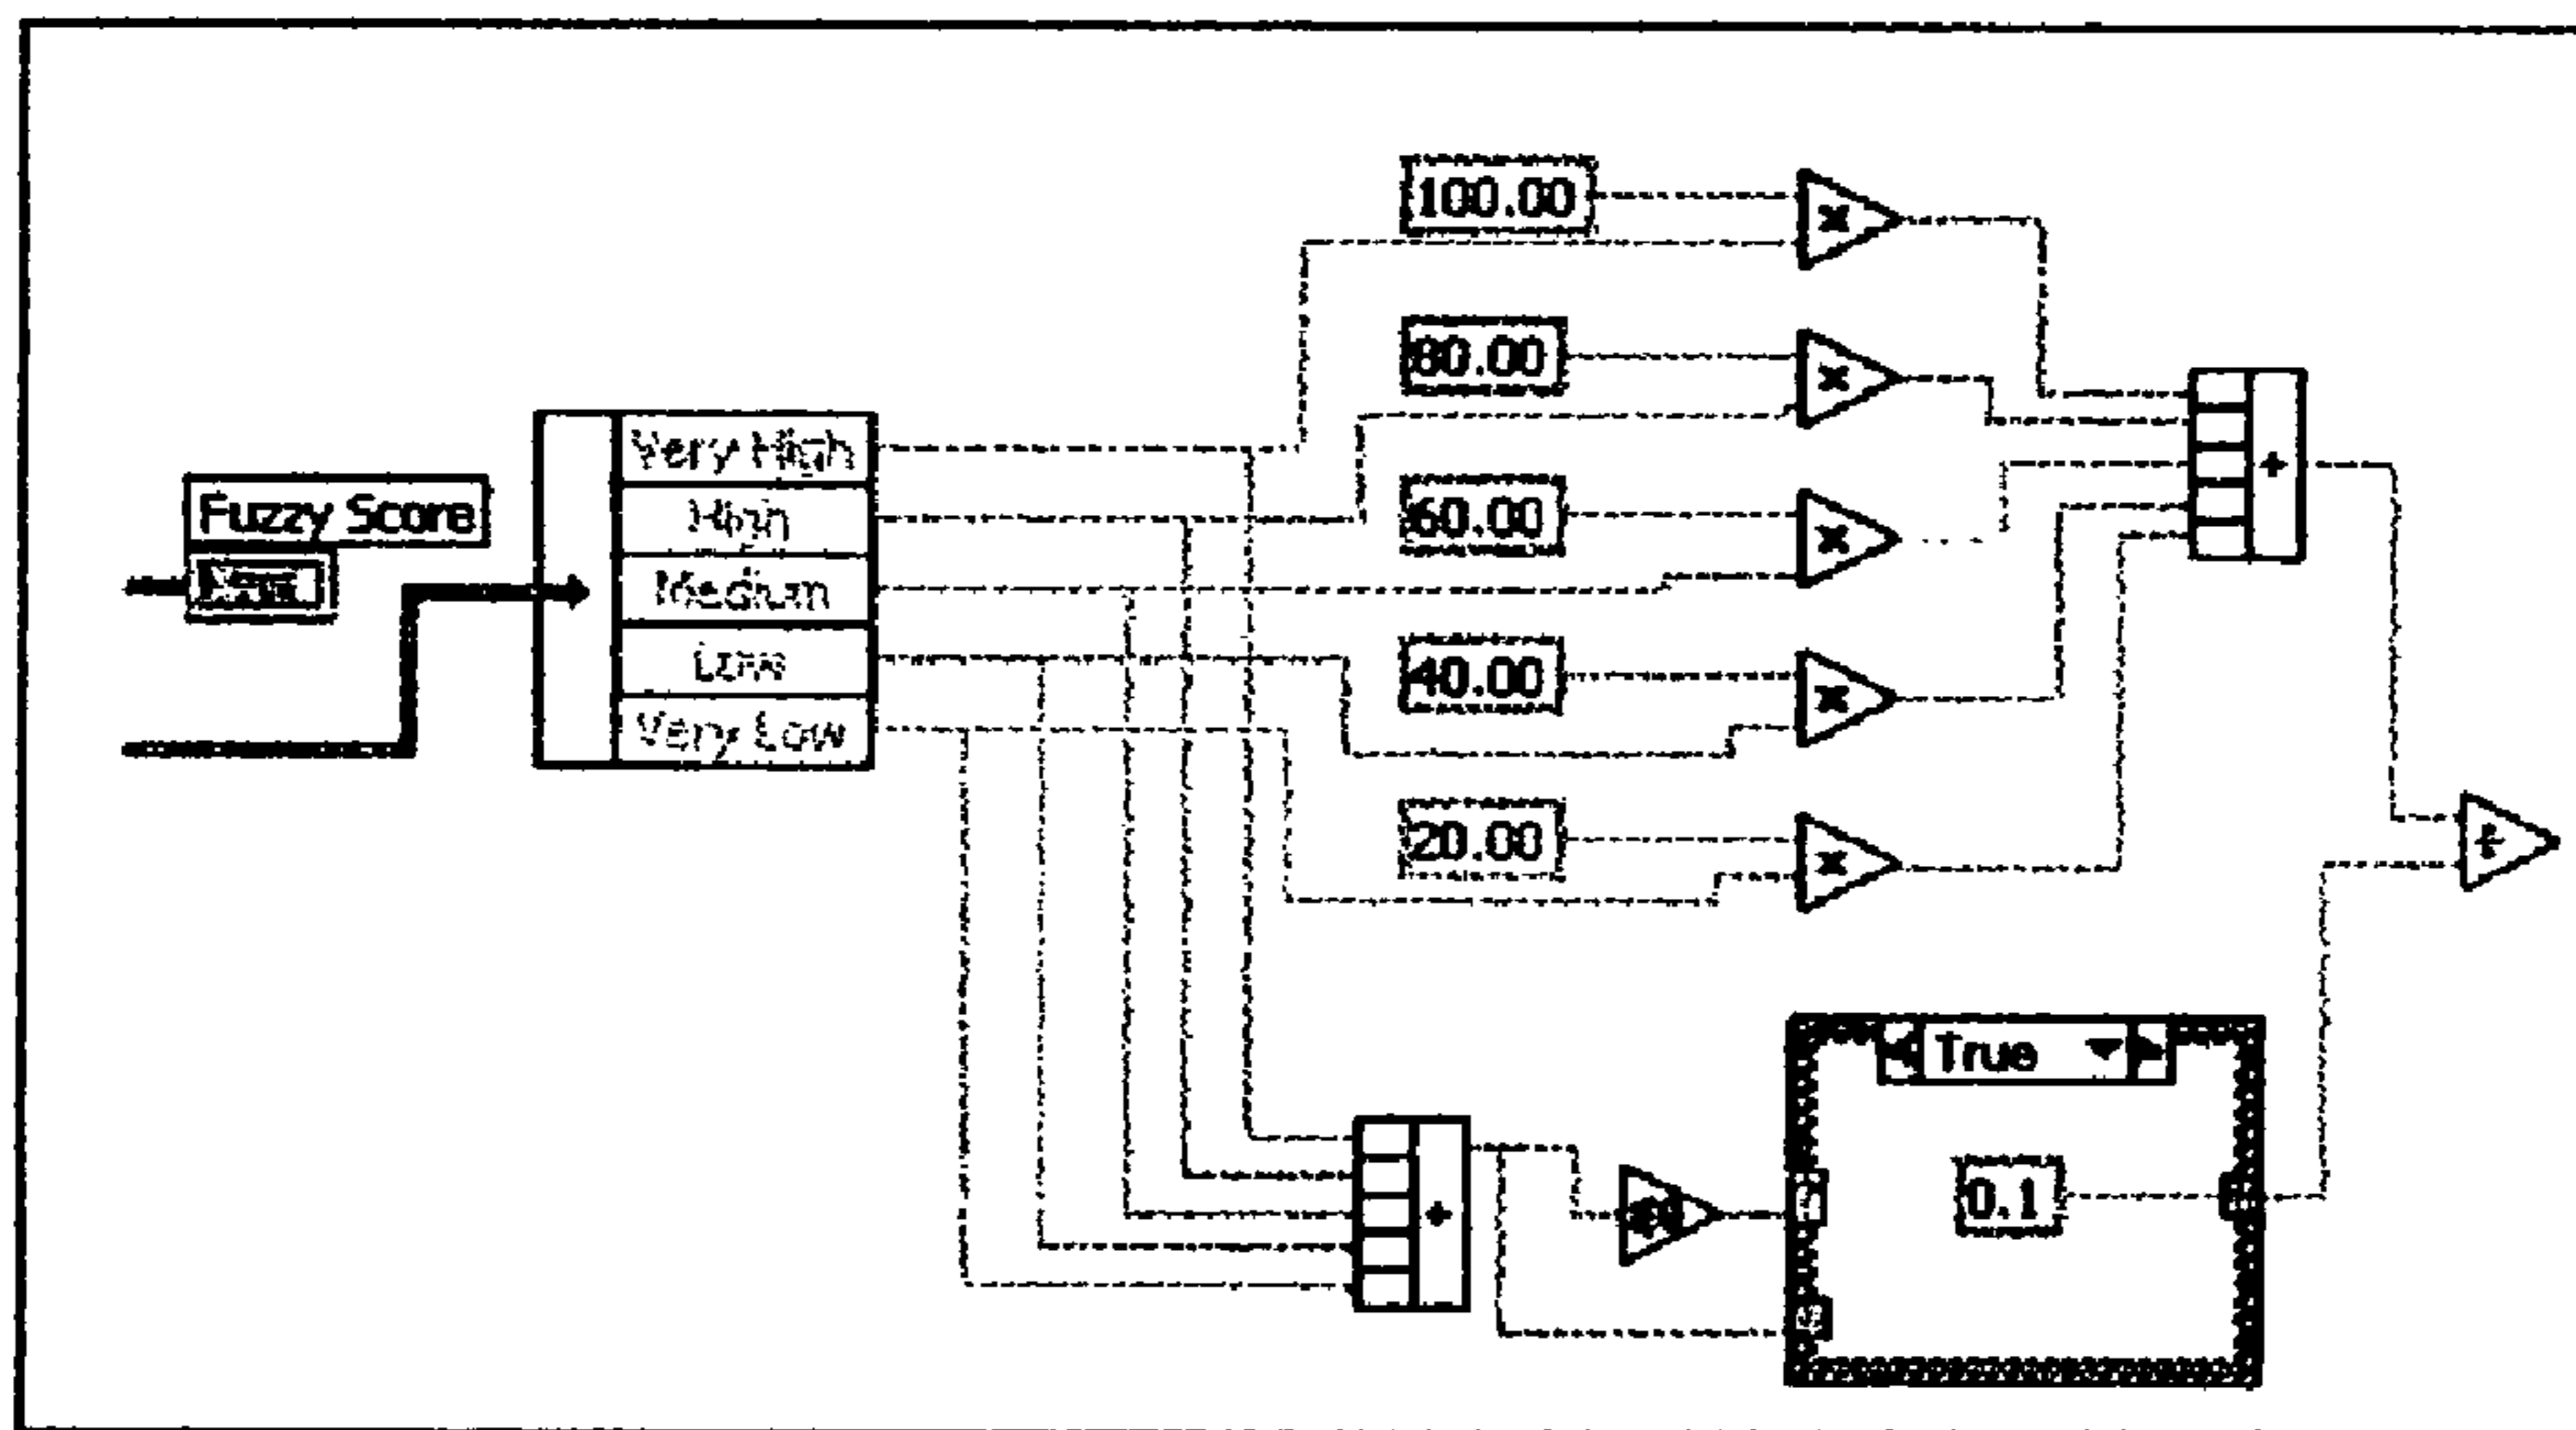 100.00
80.00
Very High
Fuzzy Score
High
60.00
Medium
Low
40.00
Very Low
20.00
True
0.1